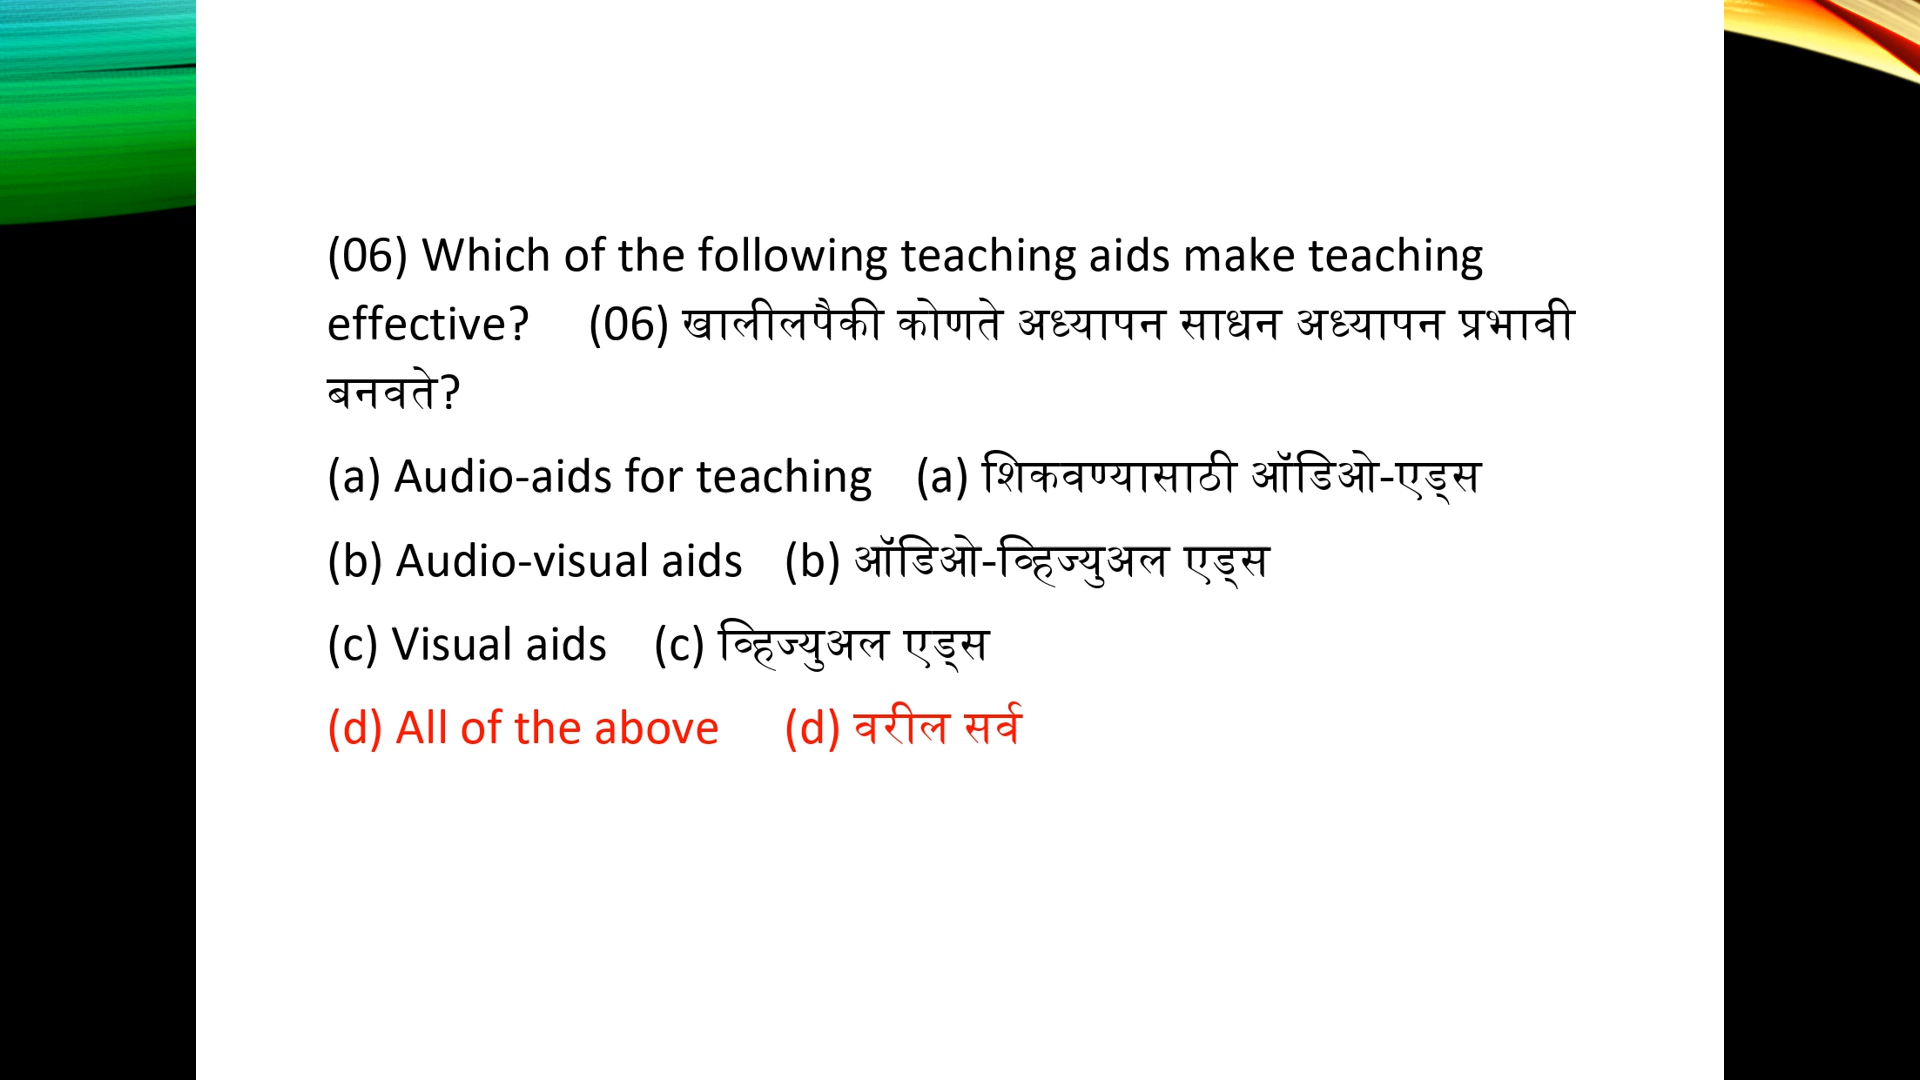 (06) Which of the following teaching aids make teaching
effective? (06) खालीलपैकी कोणते अध्यापन साधन अध्यापन प्रभावी
बनवते?
(a) Audio-aids for teaching (a) शिकवण्यासाठी ऑडिओ-एड्स
(b) Audio-visual aids (b) ऑडिओ-व्हिज्युअल एड्स
(c) Visual aids (c) व्हिज्युअल एड्स
(d) All of the above (d) वरील सर्व